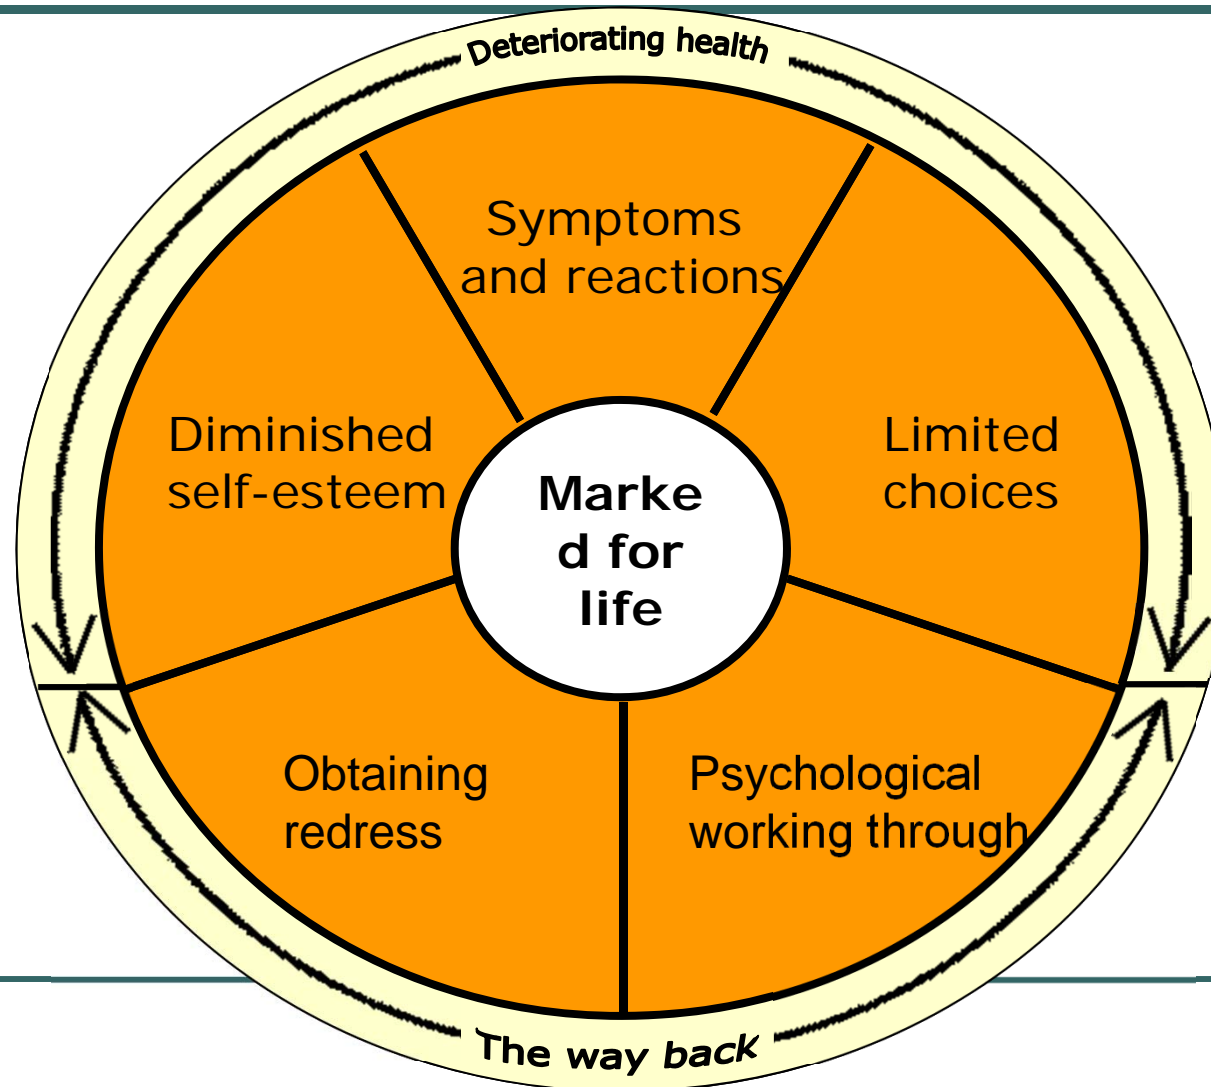 Deteriorating health
Symptoms
and reactions
Diminished
self-esteem
Limited
choices
Marke
d for
life
Obtaining
redress
Psychological
working through
The way back